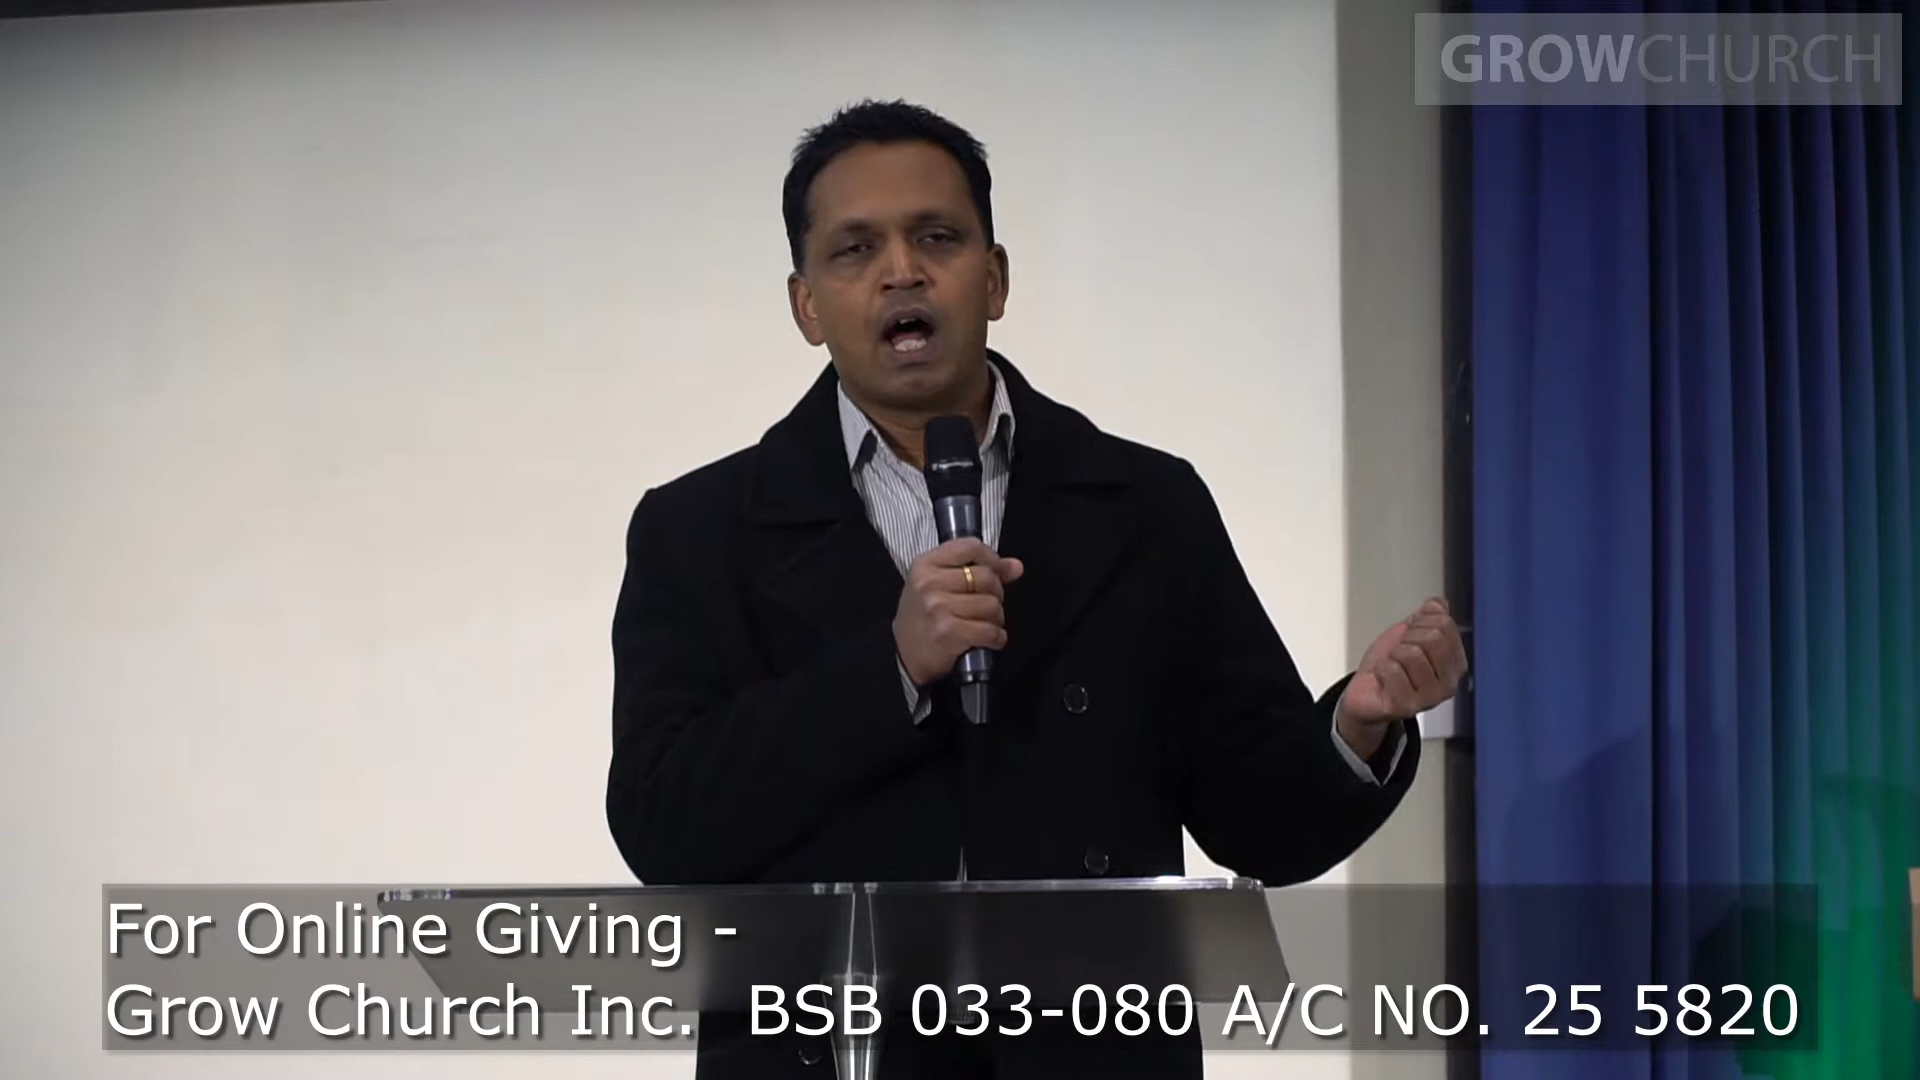 GROWCHURCH
For Online Giving -
Grow Church Inc. BSB 033-080 A/C NO. 25 5820